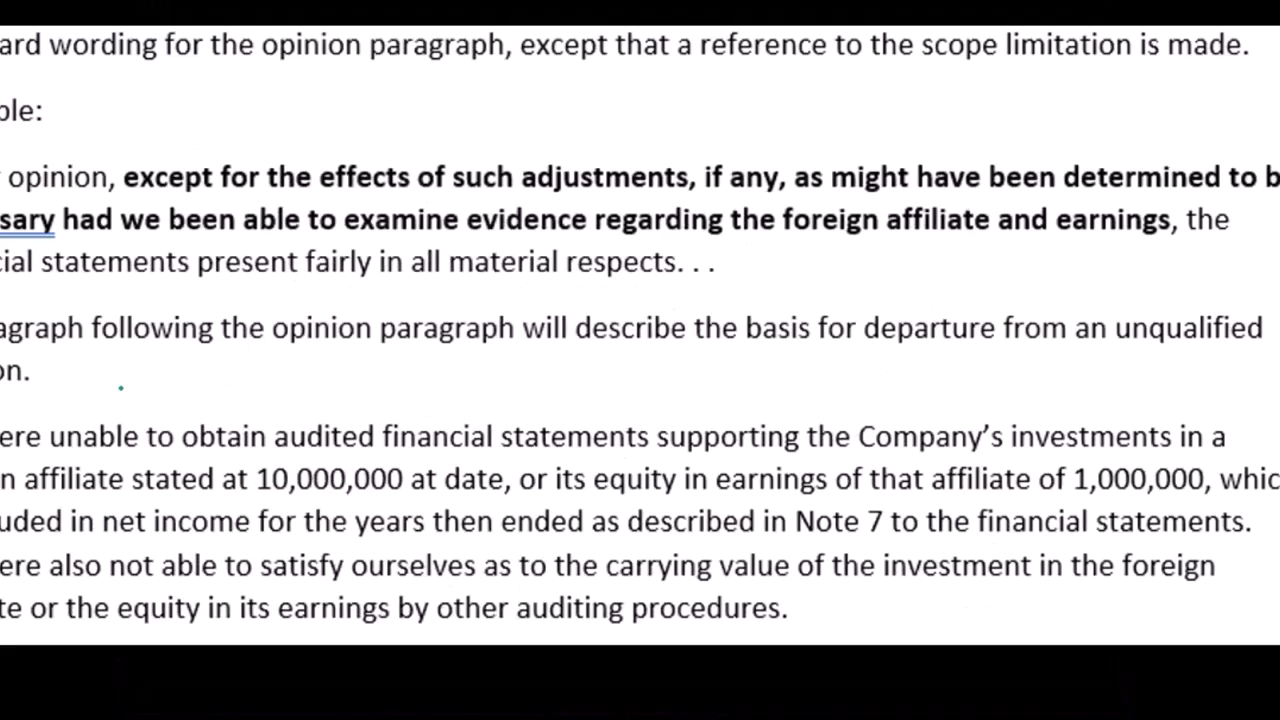 ard wording for the opinion paragraph, except that a reference to the scope limitation is made.
ple:
opinion, except for the effects of such adjustments, if any, as might have been determined to b
sary had we been able to examine evidence regarding the foreign affiliate and earnings, the
cial statements present fairly in all material respects. . .
agraph following the opinion paragraph will describe the basis for departure from an unqualified
on.
ere unable to obtain audited financial statements supporting the Company’s investments in a
n affiliate stated at 10,000,000 at date, or its equity in earnings of that affiliate of 1,000,000, whic
uded in net income for the years then ended as described in Note 7 to the financial statements.
ere also not able to satisfy ourselves as to the carrying value of the investment in the foreign
te or the equity in its earnings by other auditing procedures.